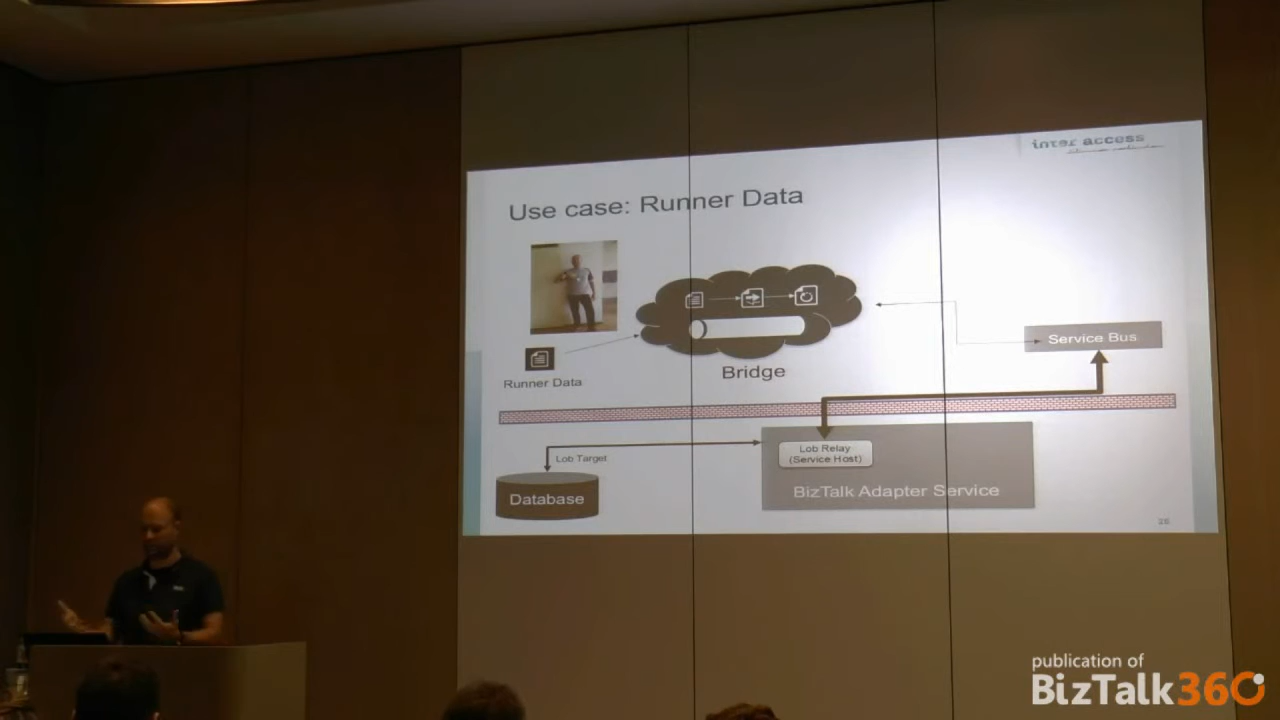 inter access
Use case: Runner Data
Runner Data
Bridge
Service Bus
Lob Target
Database
Lob Relay
(Service Host)
BizTalk Adapter Service
26
publication of
BizTalk360